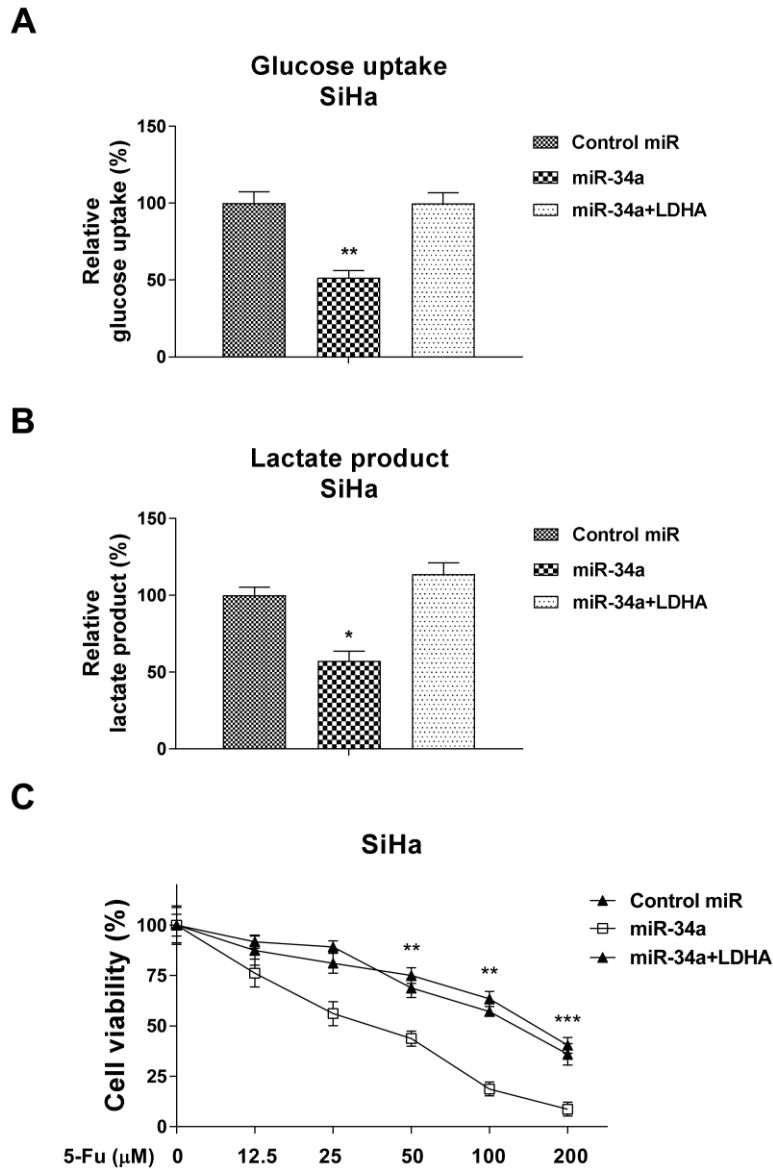 A
Glucose uptake
SiHa
Relative
glucose uptake (%)
150
100
50
0
**
Control miR
miR-34a
miR-34a+LDHA
B
Lactate product
SiHa
Relative
lactate product (%)
150
100
50
0
*
Control miR
miR-34a
miR-34a+LDHA
C
SiHa
Cell viability (%)
100
75
50
25
0
** ** ***
Control miR
miR-34a
miR-34a+LDHA
5-Fu (μM) 0 12.5 25 50 100 200